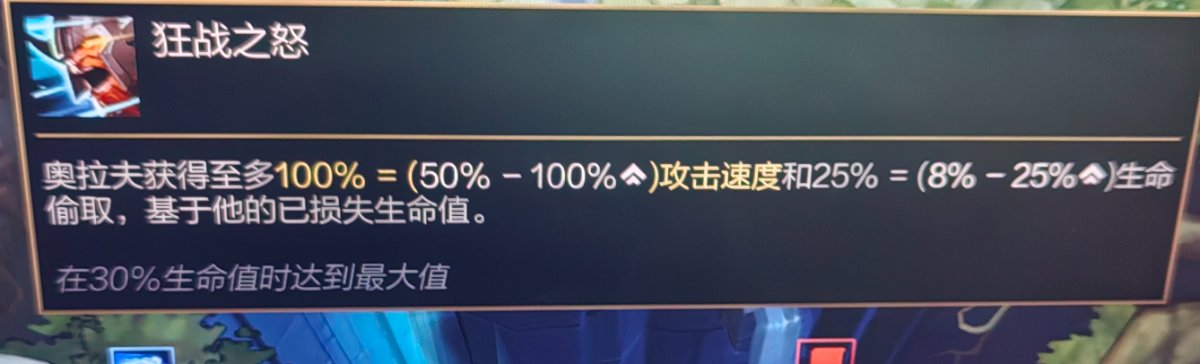 狂战之怒
奥拉夫获得至多100% = (50% – 100%)攻击速度和25% = (8% – 25%)生命
偷取，基于他的已损失生命值。
在30%生命值时达到最大值